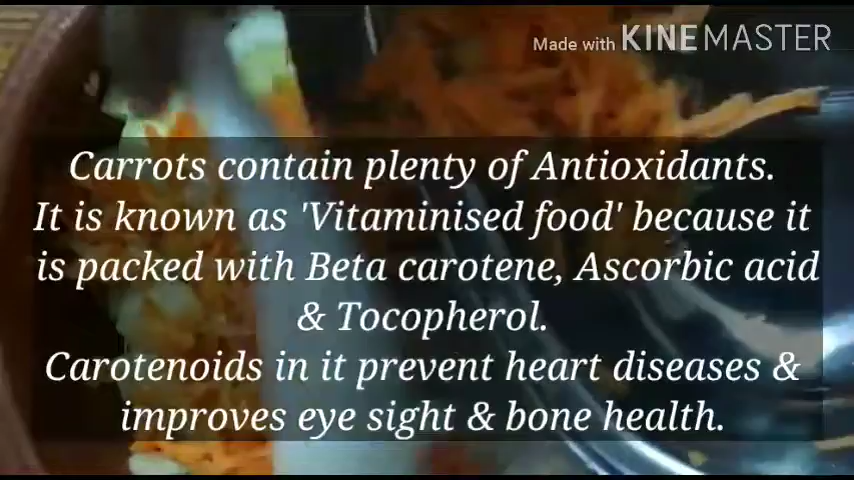 Made with KINEMASTER
Carrots contain plenty of Antioxidants.
It is known as 'Vitaminised food' because it
is packed with Beta carotene, Ascorbic acid
& Tocopherol.
Carotenoids in it prevent heart diseases &
improves eye sight & bone health.